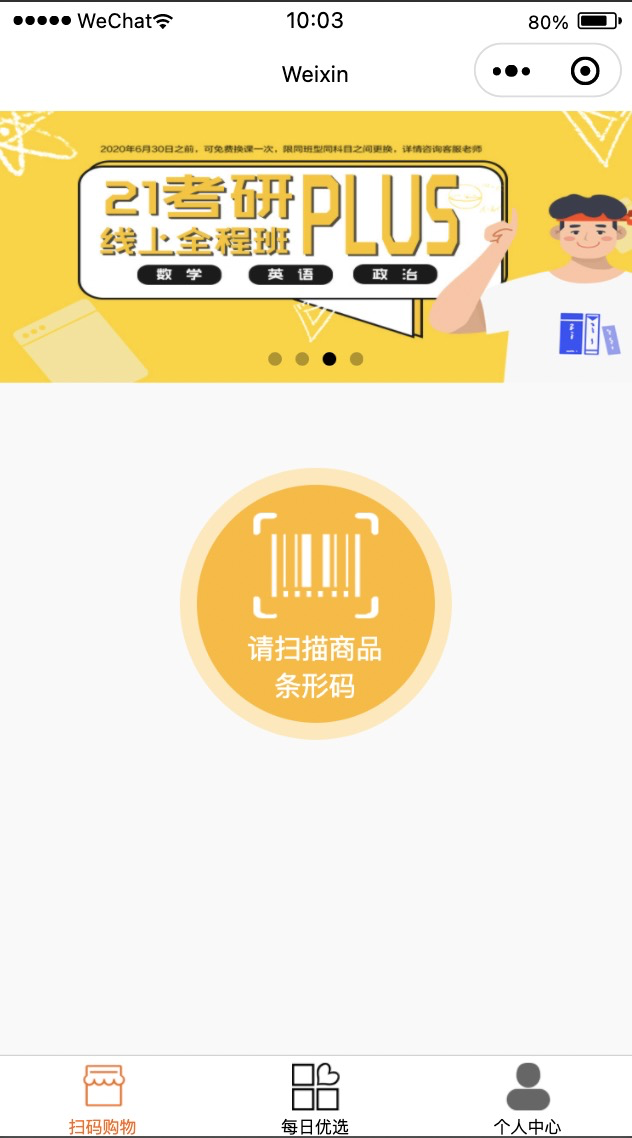 WeChat 10:03 80%
Weixin
2020年6月30日之前，可免费换课一次，限同班型同科目之间更换，详情咨询客服老师
21考研
线上全程班
PLUS
数学 英语 政治
请扫描商品
条形码
扫码购物 每日优选 个人中心